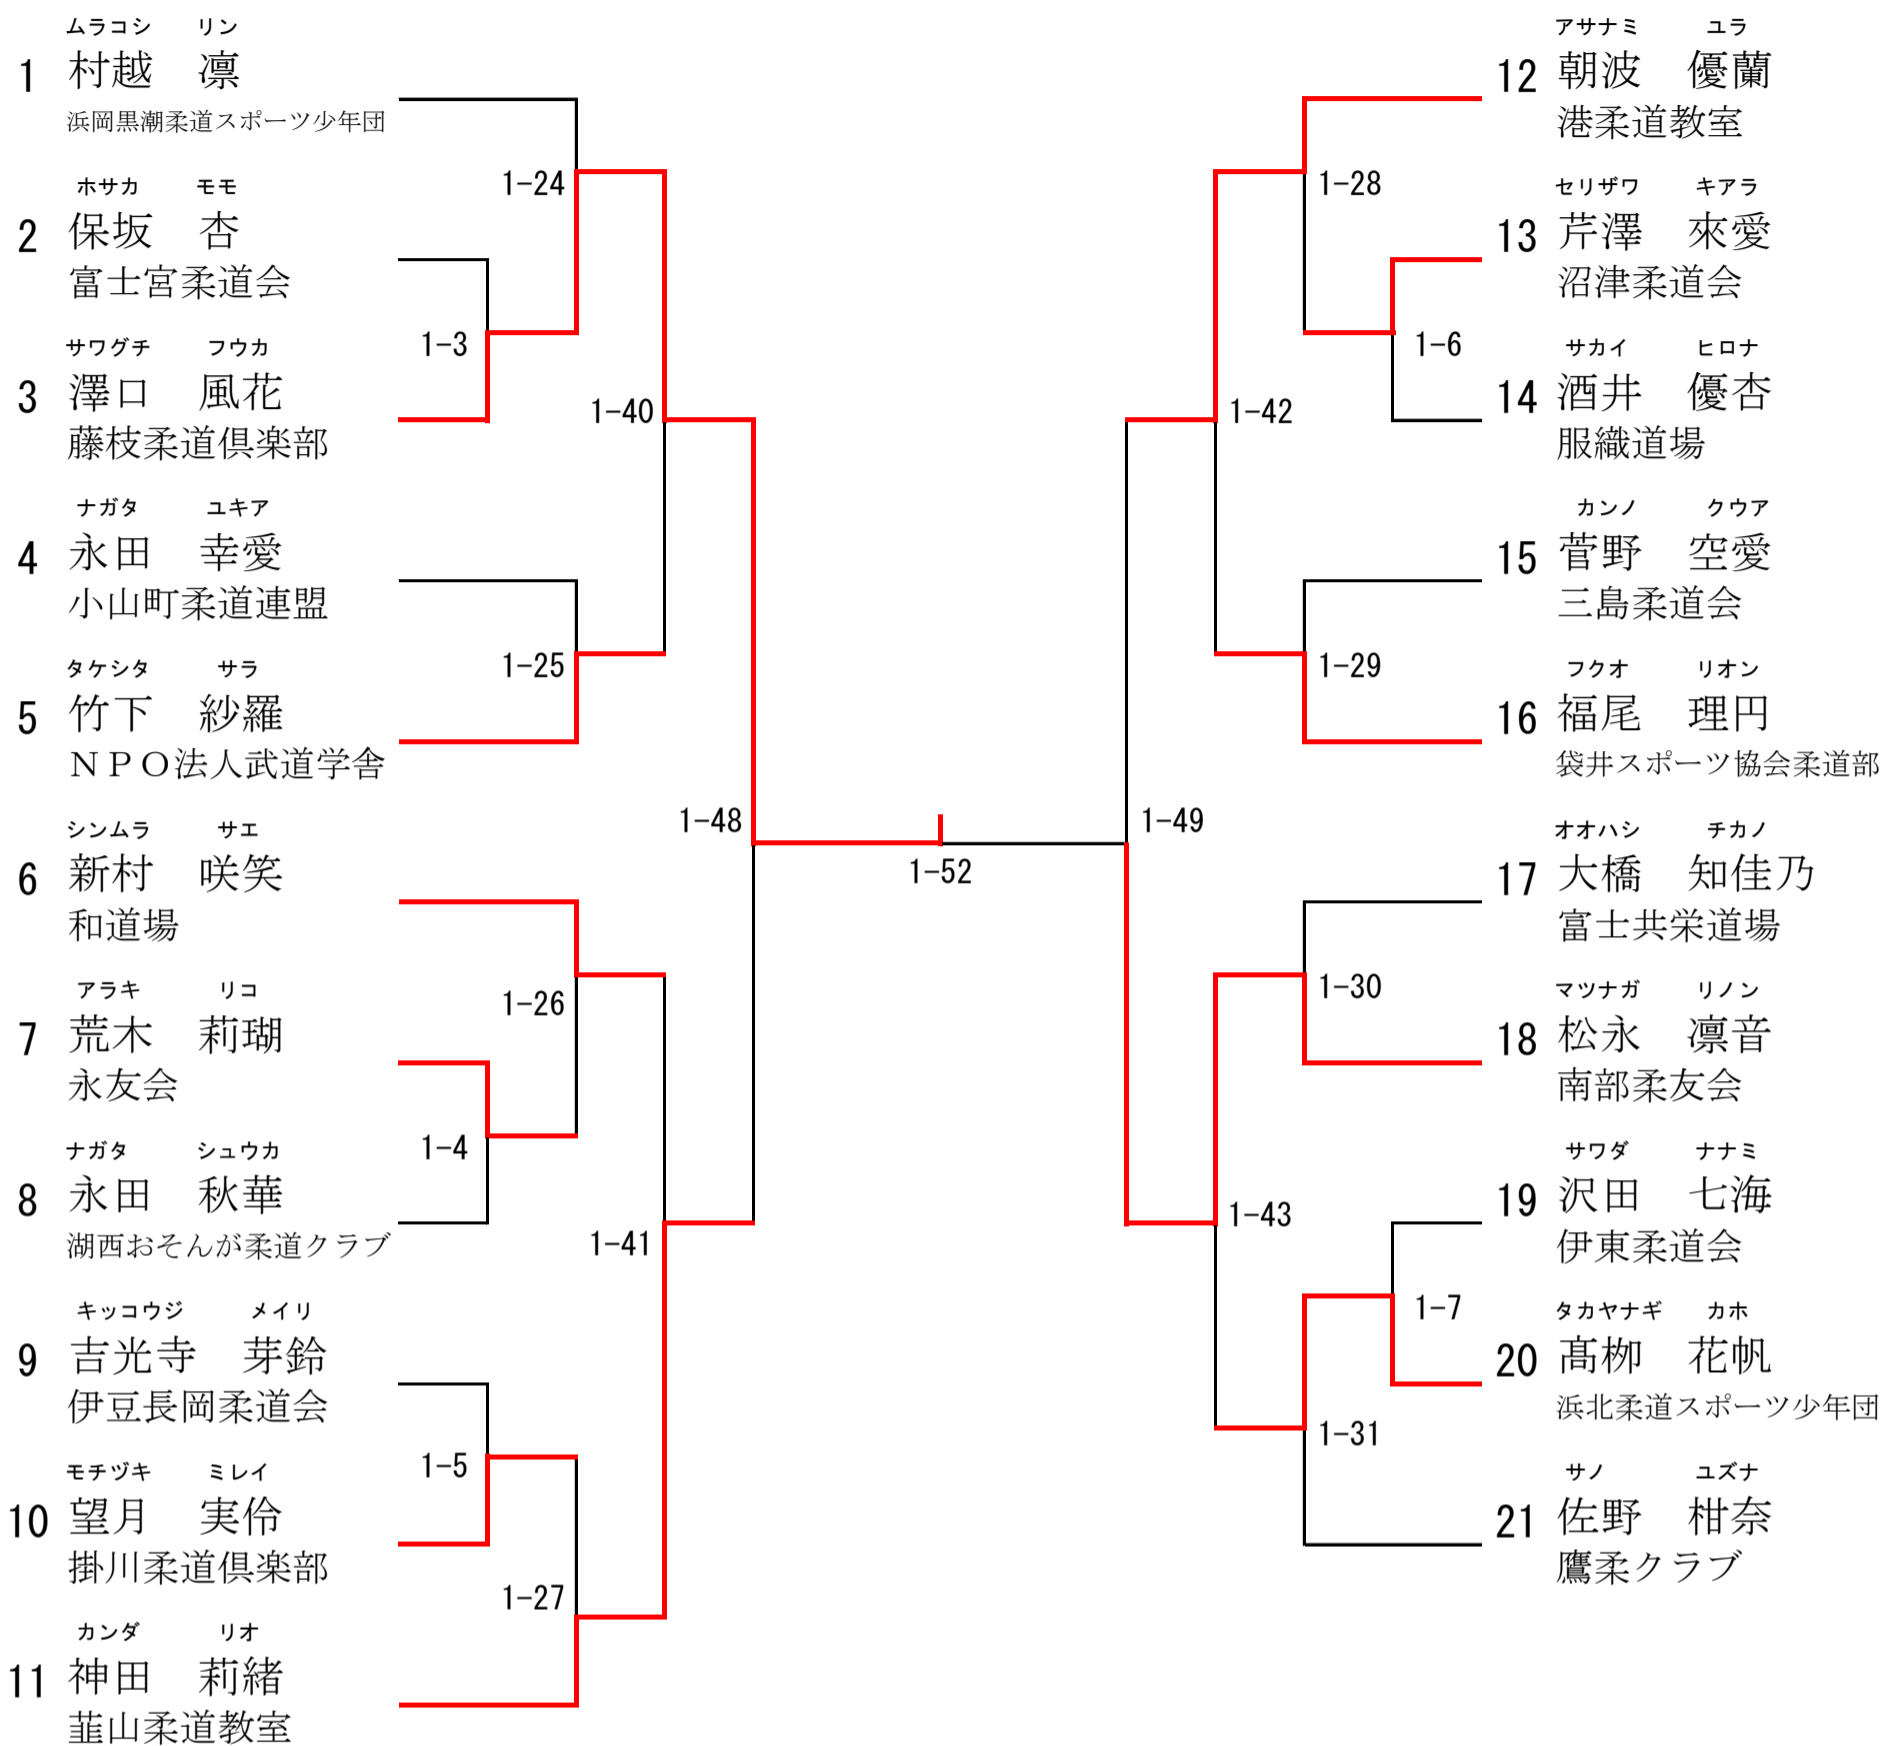 ムラコシ　リン
1 村越　凛
浜岡黒潮柔道スポーツ少年団
ホサカ　モモ
2 保坂　杏
富士宮柔道会
サワグチ　フウカ
3 澤口　風花
藤枝柔道倶楽部
ナガタ　ユキア
4 永田　幸愛
小山町柔道連盟
タケシタ　サラ
5 竹下　紗羅
ＮＰＯ法人武道学舎
シンムラ　サエ
6 新村　咲笑
和道場
アラキ　リコ
7 荒木　莉瑚
永友会
ナガタ　シュウカ
8 永田　秋華
湖西おそんが柔道クラブ
キッコウジ　メイリ
9 吉光寺　芽鈴
伊豆長岡柔道会
モチヅキ　ミレイ
10 望月　実伶
掛川柔道倶楽部
カンダ　リオ
11 神田　莉緒
韮山柔道教室
1-24
1-3
1-40
1-25
1-48
1-26
1-4
1-41
1-5
1-27
1-52
1-28
1-6
1-42
1-29
1-49
1-30
1-43
1-7
1-31
アサナミ　ユラ
12 朝波　優蘭
港柔道教室
セリザワ　キアラ
13 芹澤　來愛
沼津柔道会
サカイ　ヒロナ
14 酒井　優杏
服織道場
カンノ　クウア
15 菅野　空愛
三島柔道会
フクオ　リオン
16 福尾　理円
袋井スポーツ協会柔道部
オオハシ　チカノ
17 大橋　知佳乃
富士共栄道場
マツナガ　リノン
18 松永　凛音
南部柔友会
サワダ　ナナミ
19 沢田　七海
伊東柔道会
タカヤナギ　カホ
20 髙栁　花帆
浜北柔道スポーツ少年団
サノ　ユズナ
21 佐野　柑奈
鷹柔クラブ